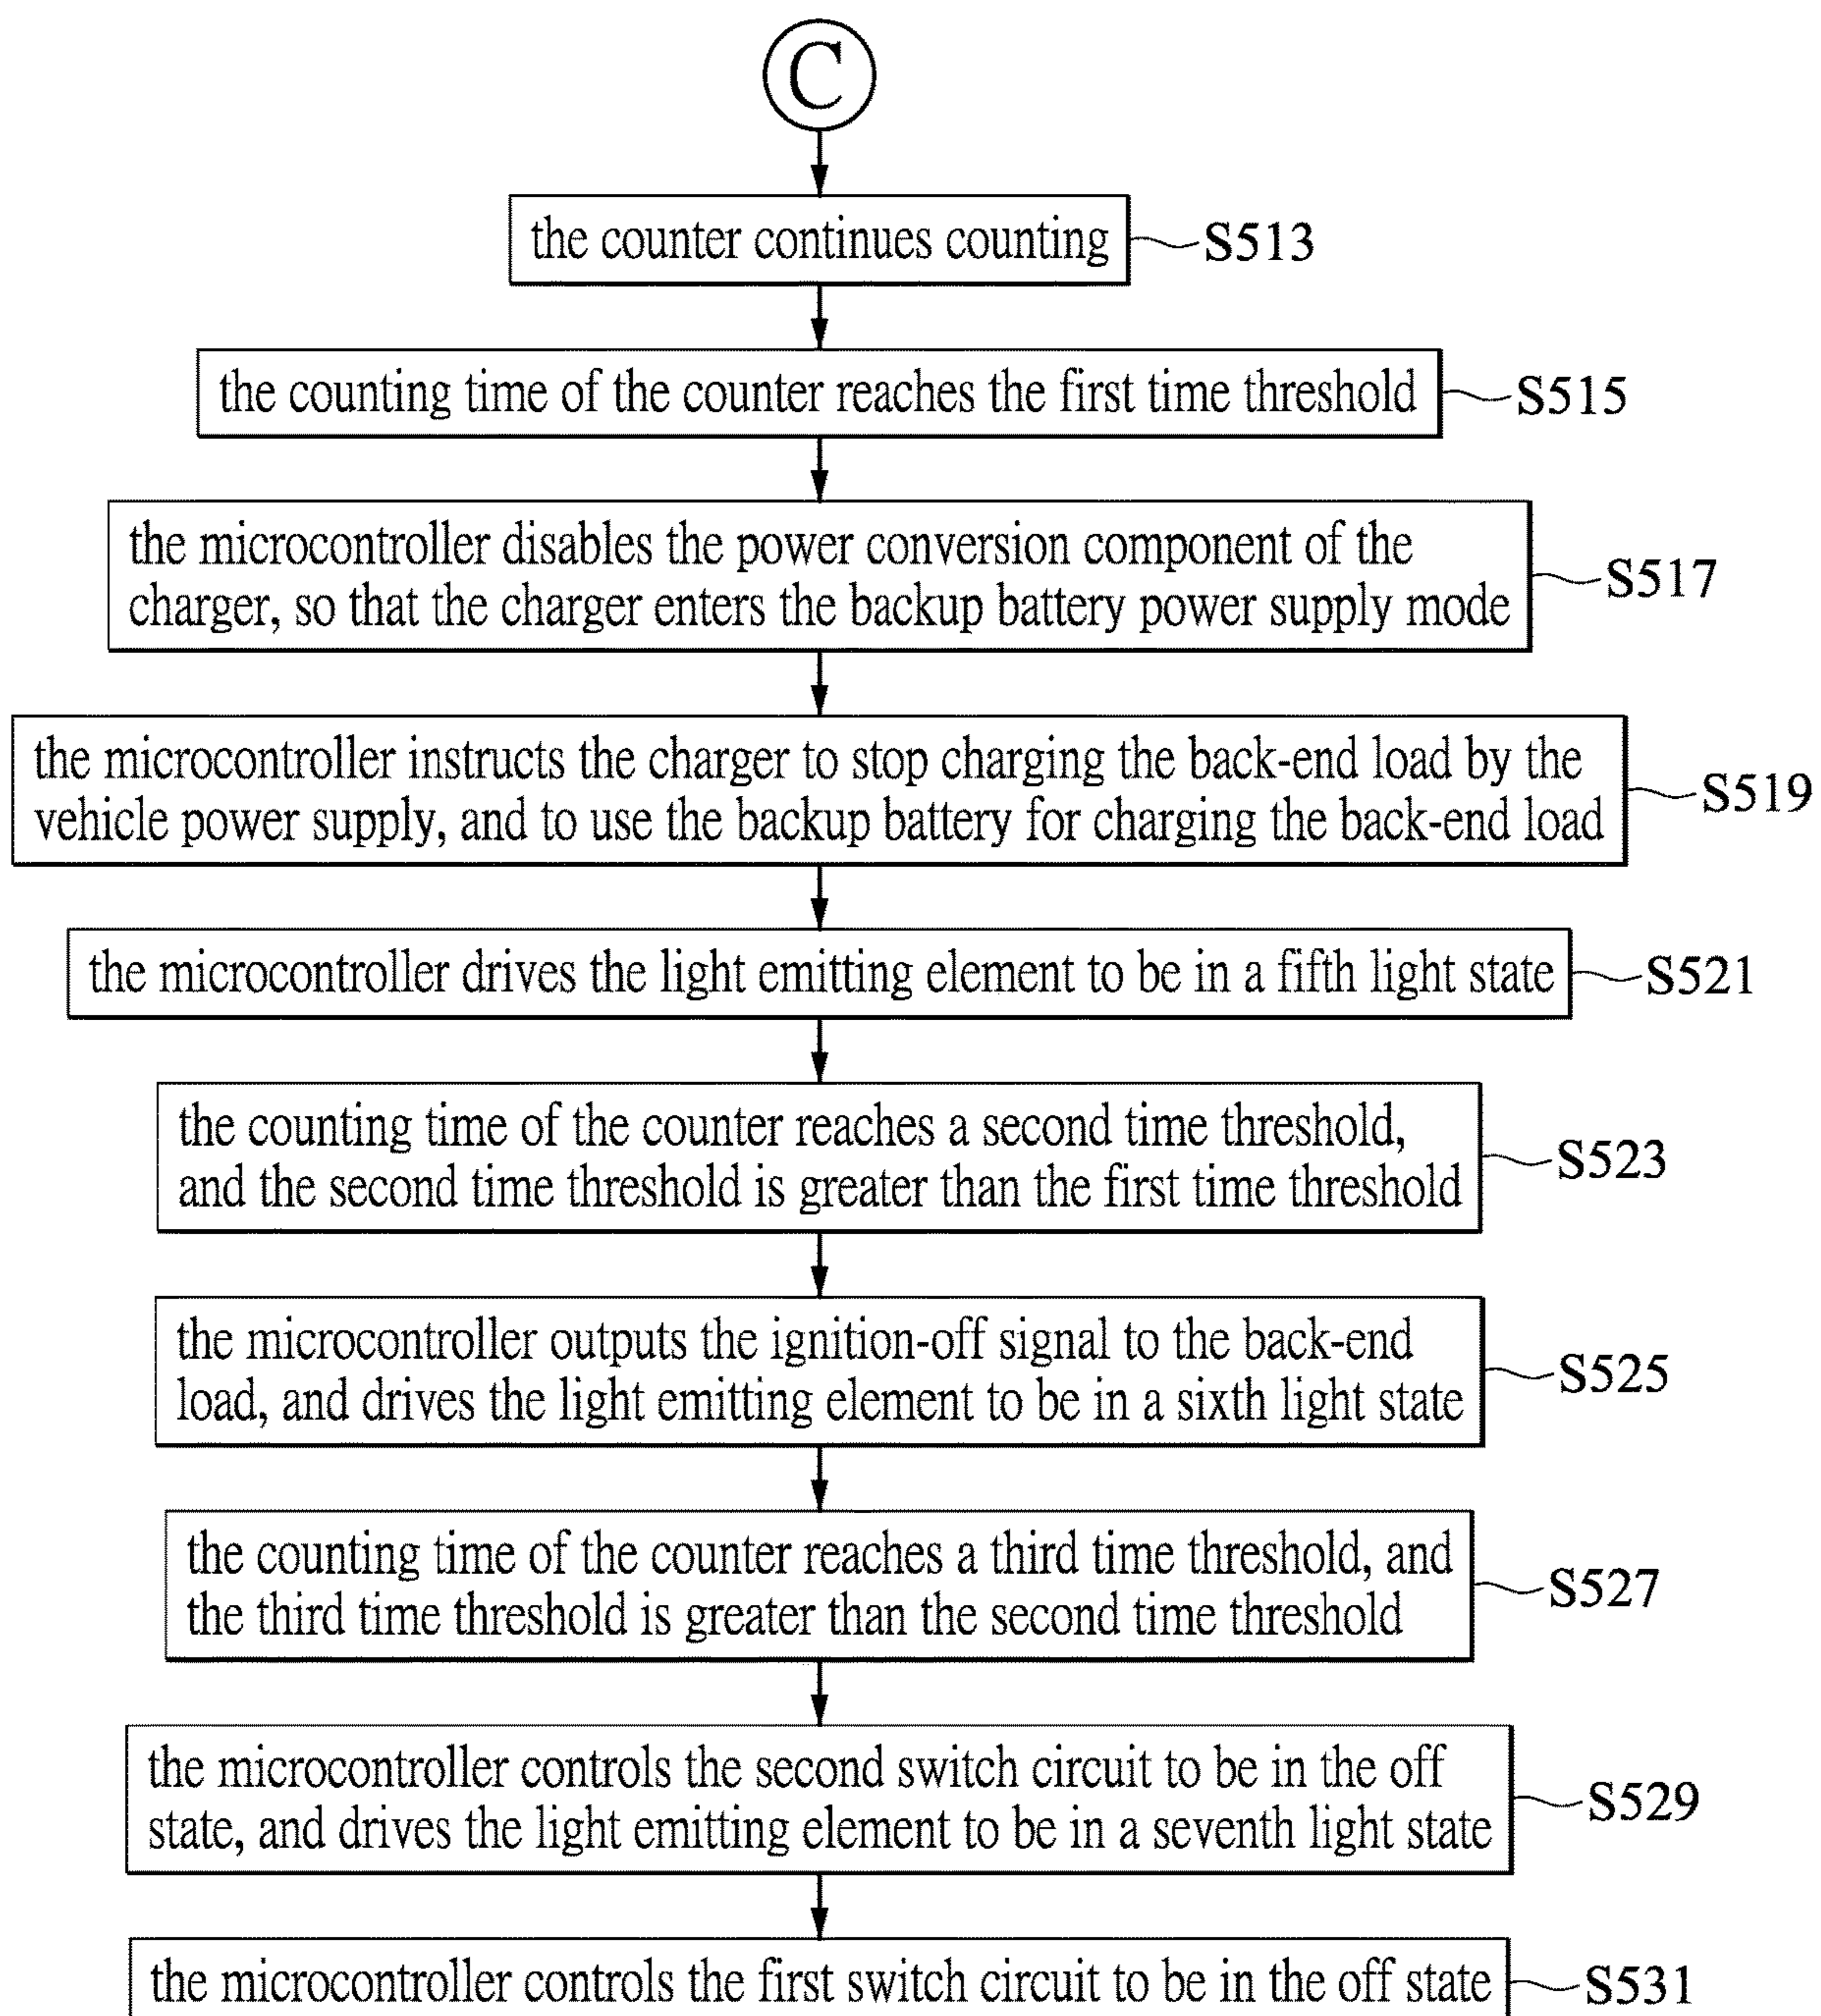 C
the counter continues counting
S513
the counting time of the counter reaches the first time threshold
S515
the microcontroller disables the power conversion component of the
charger, so that the charger enters the backup battery power supply mode
S517
the microcontroller instructs the charger to stop charging the back-end load by the
vehicle power supply, and to use the backup battery for charging the back-end load
S519
the microcontroller drives the light emitting element to be in a fifth light state
S521
the counting time of the counter reaches a second time threshold,
and the second time threshold is greater than the first time threshold
S523
the microcontroller outputs the ignition-off signal to the back-end
load, and drives the light emitting element to be in a sixth light state
S525
the counting time of the counter reaches a third time threshold, and
the third time threshold is greater than the second time threshold
S527
the microcontroller controls the second switch circuit to be in the off
state, and drives the light emitting element to be in a seventh light state
S529
the microcontroller controls the first switch circuit to be in the off state
S531